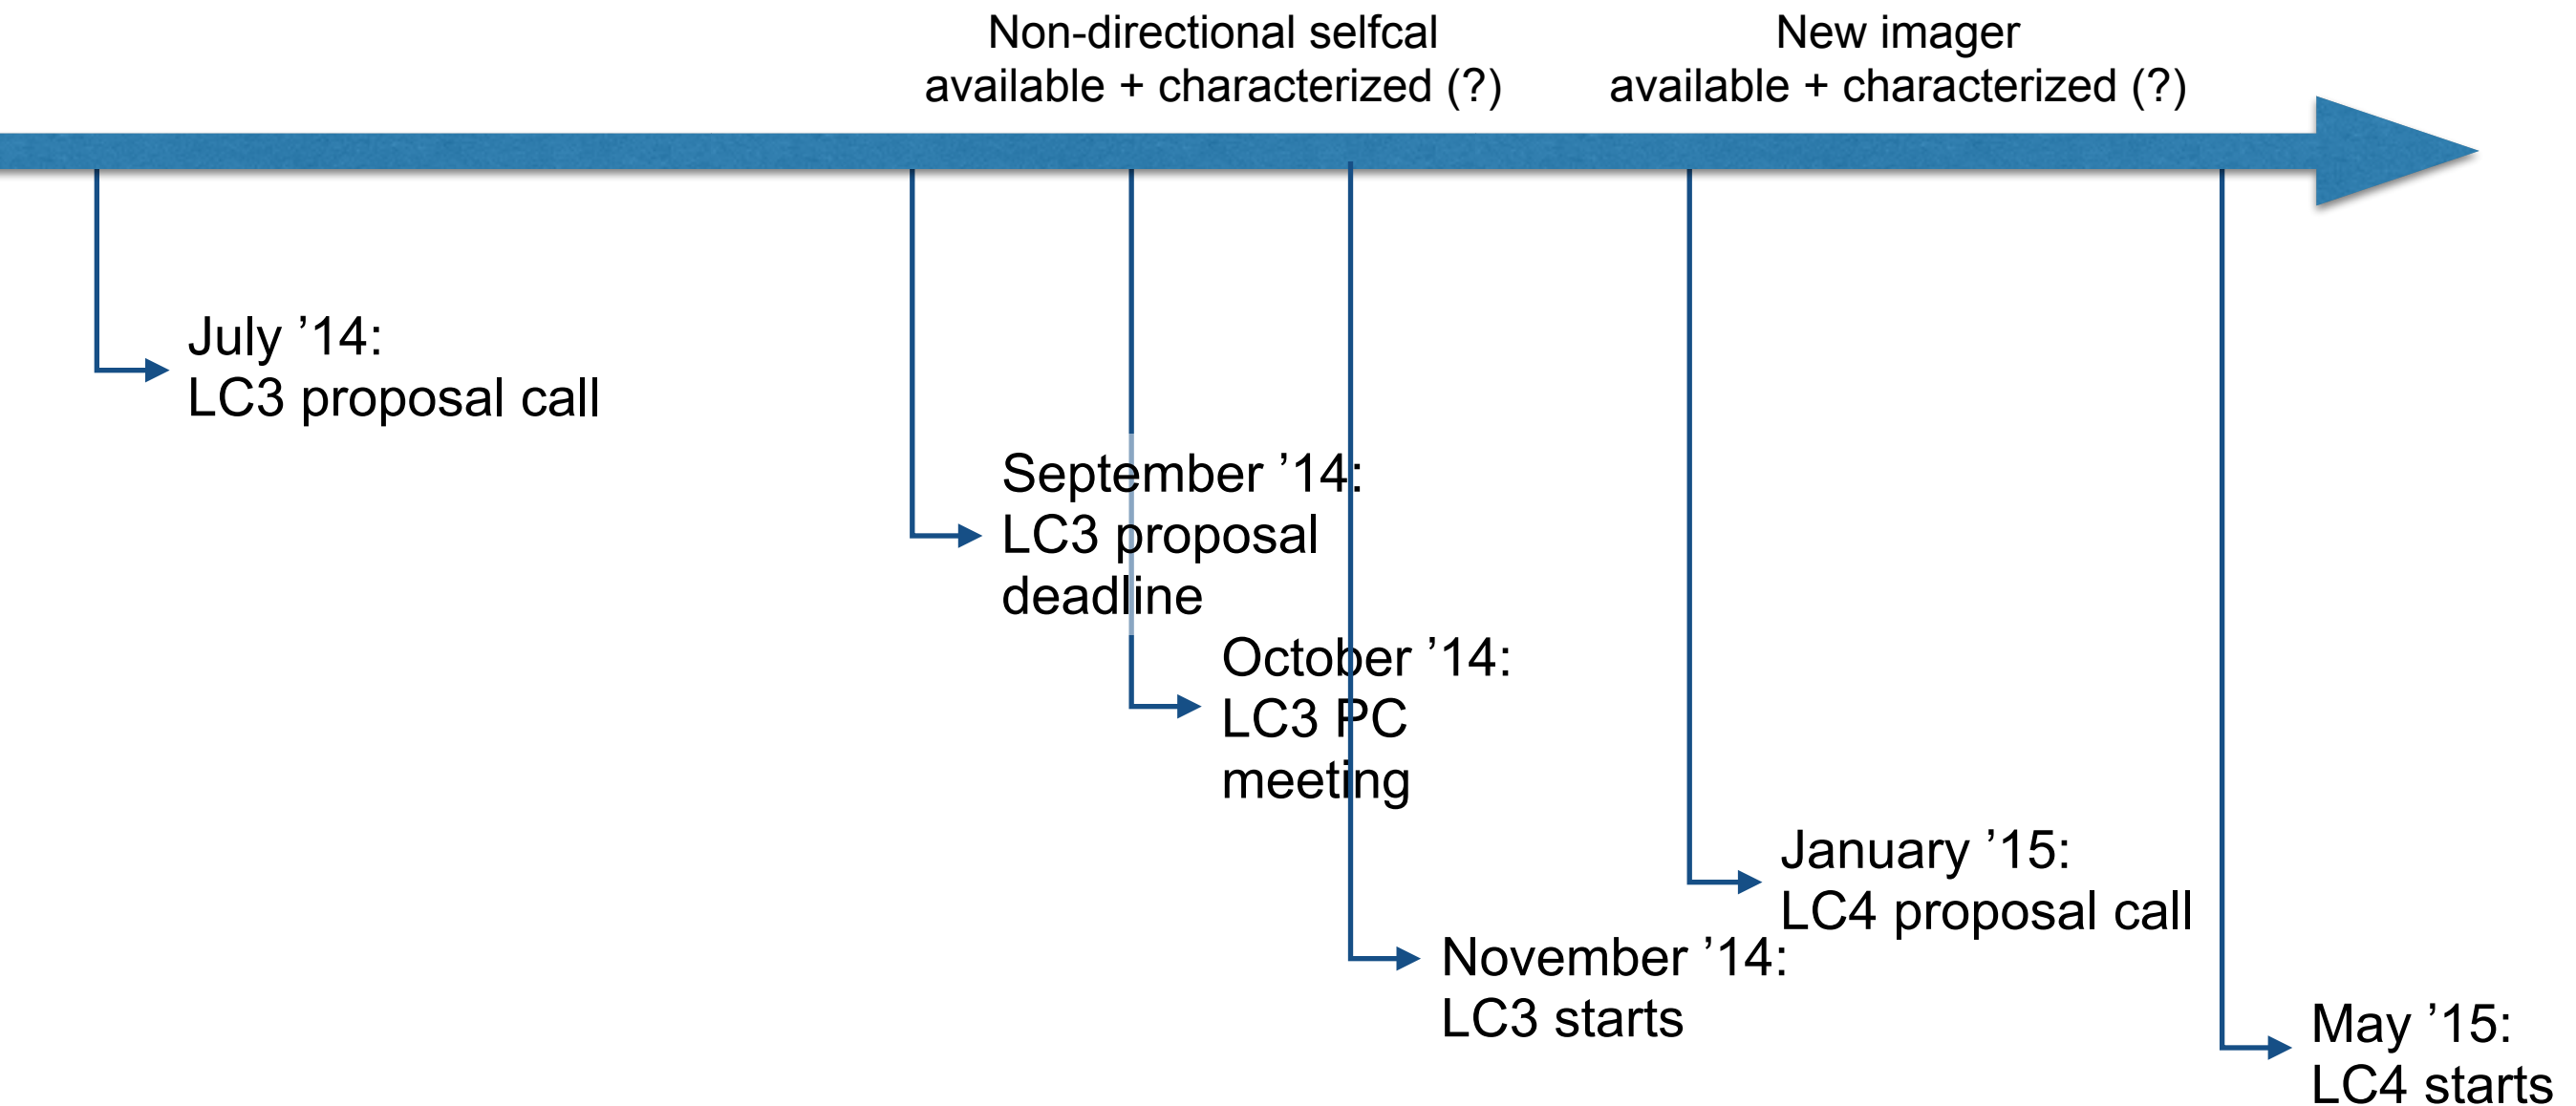 Non-directional selfcal
available + characterized (?)
New imager
available + characterized (?)
July ’14:
LC3 proposal call
September ’14:
LC3 proposal
deadline
October ’14:
LC3 PC
meeting
January ’15:
LC4 proposal call
November ’14:
LC3 starts
May ’15:
LC4 starts